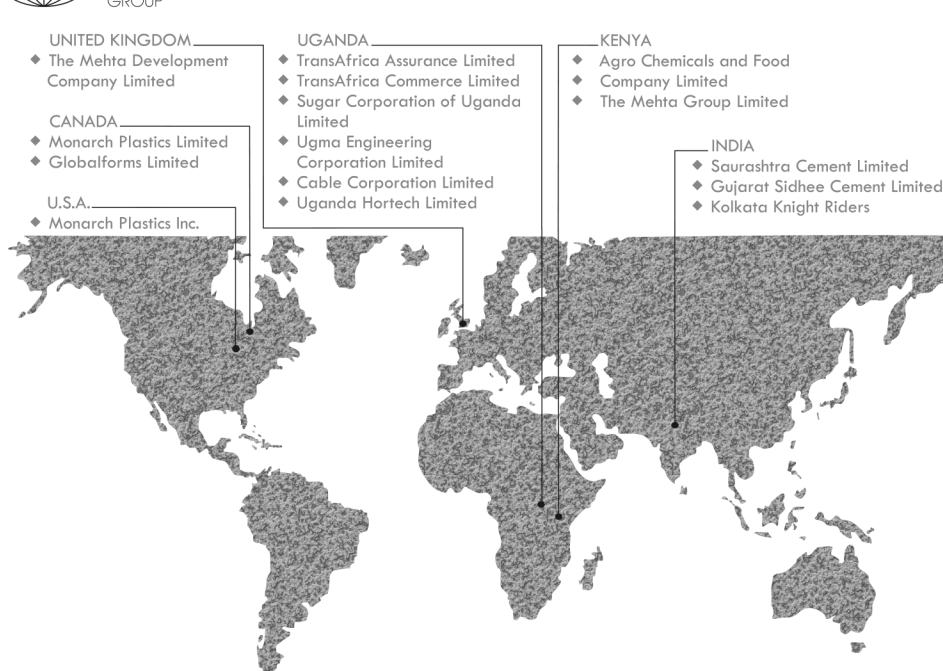 GROUP
UNITED KINGDOM
◆ The Mehta Development
Company Limited
CANADA
◆ Monarch Plastics Limited
◆ Globalforms Limited
U.S.A.
◆ Monarch Plastics Inc.
UGANDA
◆ TransAfrica Assurance Limited
◆ TransAfrica Commerce Limited
◆ Sugar Corporation of Uganda
Limited
◆ Ugma Engineering
Corporation Limited
◆ Cable Corporation Limited
◆ Uganda Hortech Limited
KENYA
◆ Agro Chemicals and Food
◆ Company Limited
◆ The Mehta Group Limited
INDIA
◆ Saurashtra Cement Limited
◆ Gujarat Sidhee Cement Limited
◆ Kolkata Knight Riders